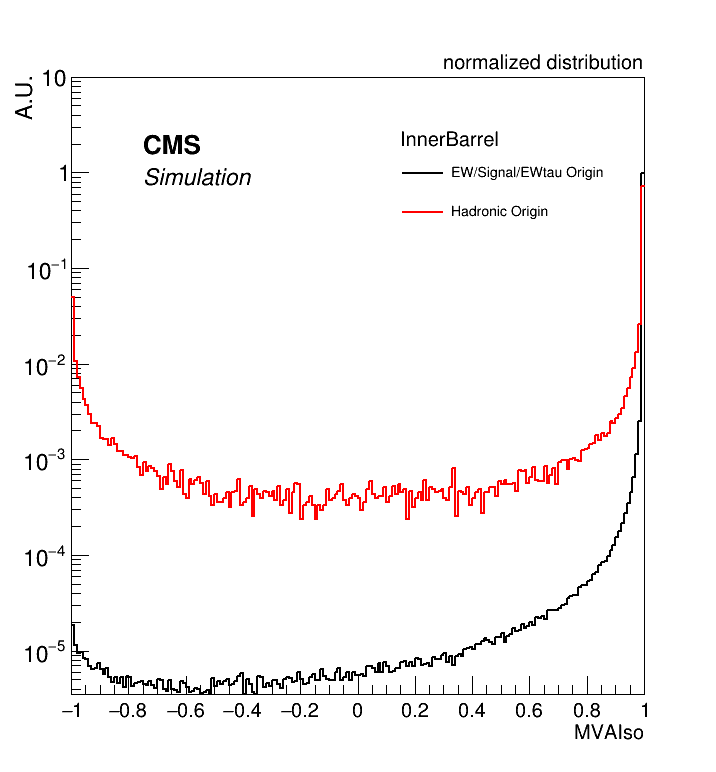 normalized distribution
A.U.
10
1
10⁻¹
10⁻²
10⁻³
10⁻⁴
10⁻⁵
CMS
Simulation
InnerBarrel
EW/Signal/EWtau Origin
Hadronic Origin
−1 −0.8 −0.6 −0.4 −0.2 0 0.2 0.4 0.6 0.8 1
MVAIso